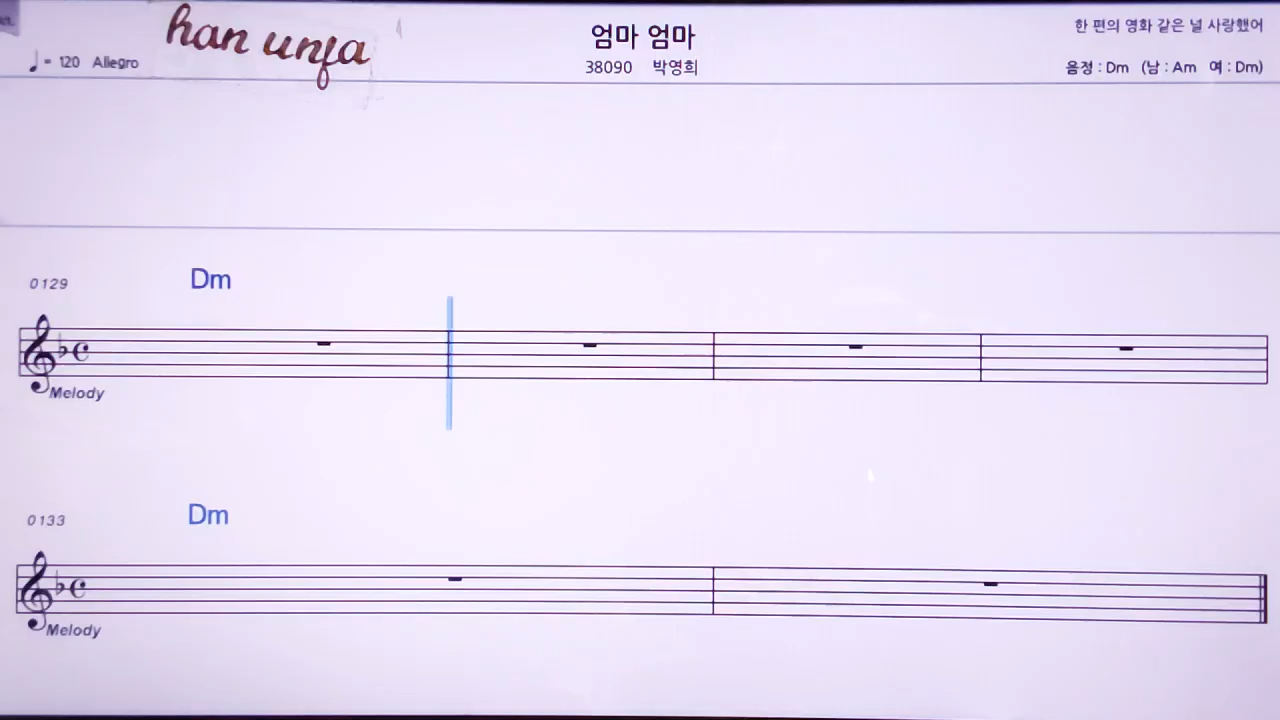 han unfa
엄마 엄마
한 편의 영화 같은 널 사랑했어
♩= 120 Allegro
38090 박영희
음정 : Dm (남 : Am 여 : Dm)
0129
Dm
Melody
0133
Dm
Melody